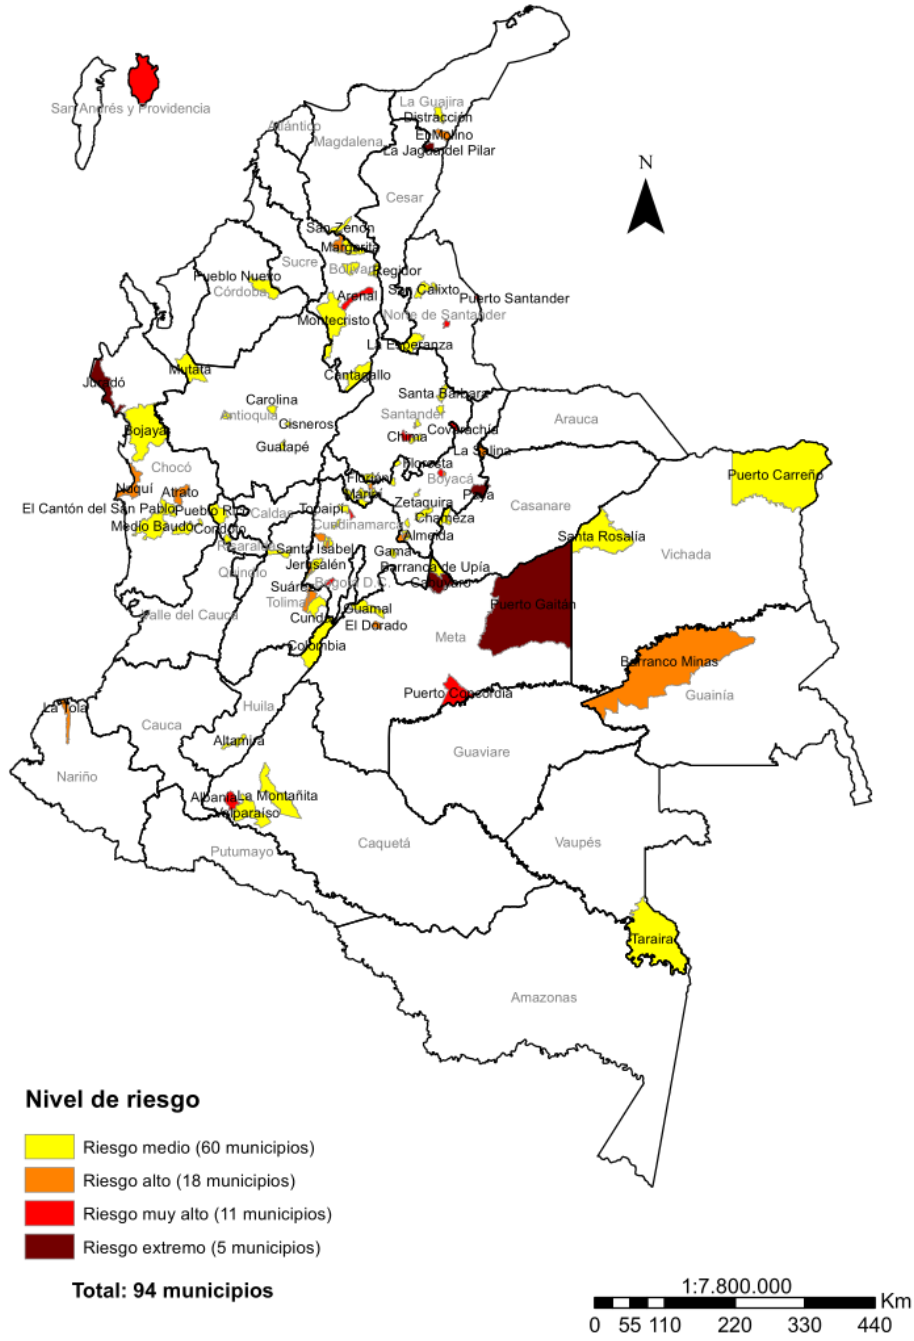 San Andrés y Providencia
La Guajira
Distracción
Atlántico
El Molino
Magdalena
La Jagua del Pilar
N
Cesar
San Zenón
Margarita
Sucre
Bolívar
Regidor
Pueblo Nuevo
Córdoba
San Calixto
Arenal
Puerto Santander
Montecristo
Norte de Santander
La Esperanza
Mutatá
Cantagallo
Juradó
Carolina
Santa Bárbara
Antioquia
Santander
Arauca
Cisneros
Bojaya
Covarachía
Chima
Guatapé
La Salina
Chocó
Floresta
Puerto Carreño
Florián
Boyacá
Nuquí
Atrato
Maripí
Paya
El Cantón del San Pablo
Pueblo Rico
Caldas
Topaipí
Zetaquira
Casanare
Medio Baudó
Condoto
Cundinamarca
Chameza
Almeida
Santa Rosalía
Risaralda
Santa Isabel
Gama
Vichada
Quindio
Jerusalén
Barranca de Upía
Suárez
Bogotá D.C.
Cabuyaro
Tolima
Puerto Gaitán
Valle del Cauca
Cunday
Guamal
El Dorado
Meta
Colombia
Barranco Minas
Puerto Concordia
Guainía
La Tola
Huila
Cauca
Altamira
Guaviare
Nariño
Albania
La Montañita
Valparaíso
Caquetá
Vaupés
Putumayo
Taraira
Amazonas
Nivel de riesgo
Riesgo medio (60 municipios)
Riesgo alto (18 municipios)
Riesgo muy alto (11 municipios)
Riesgo extremo (5 municipios)
Total: 94 municipios
1:7.800.000
Km
0 55 110 220 330 440